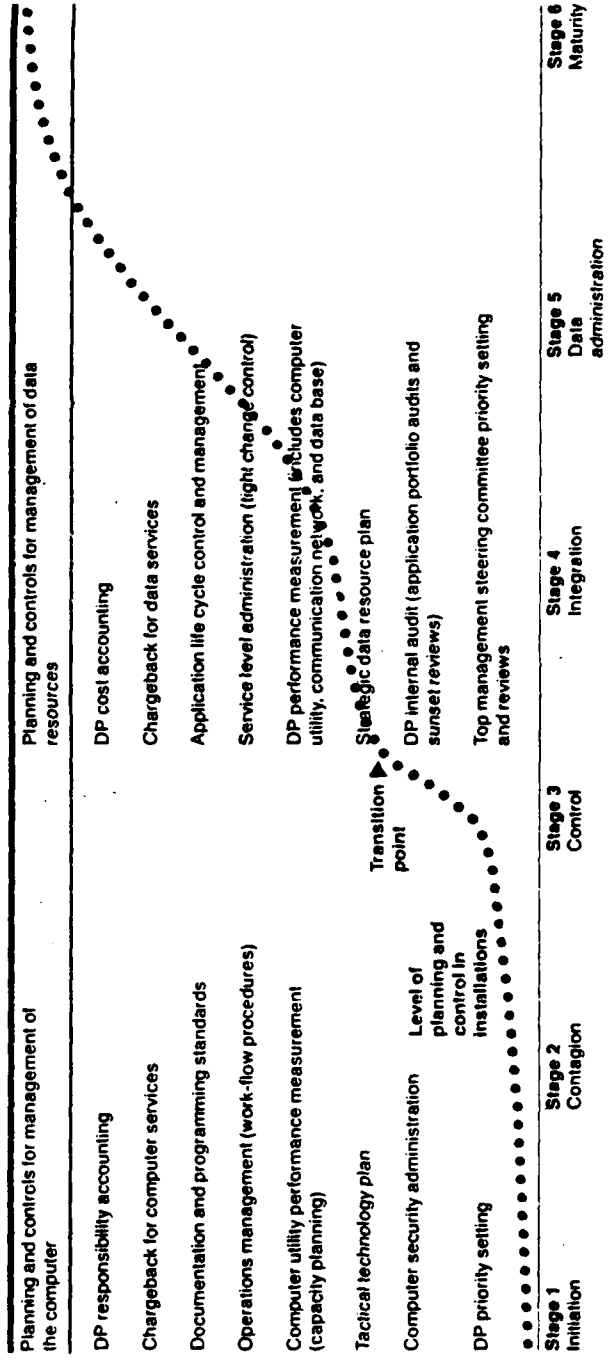 Planning and controls for management of
the computer
DP responsibility accounting
Chargeback for computer services
Documentation and programming standards
Operations management (work-flow procedures)
Computer utility performance measurement
(capacity planning)
Tactical technology plan
Computer security administration
DP priority setting
Level of
planning and
control in
installations
Transition
point
Planning and controls for management of data
resources
DP cost accounting
Chargeback for data services
Application life cycle control and management
Service level administration (tight change control)
DP performance measurement (includes computer
utility, communication network, and data base)
Strategic data resource plan
DP internal audit (application portfolio audits and
sunset reviews)
Top management steering committee priority setting
and reviews
Stage 1
Initiation
Stage 2
Contagion
Stage 3
Control
Stage 4
Integration
Stage 5
Data
administration
Stage 6
Maturity